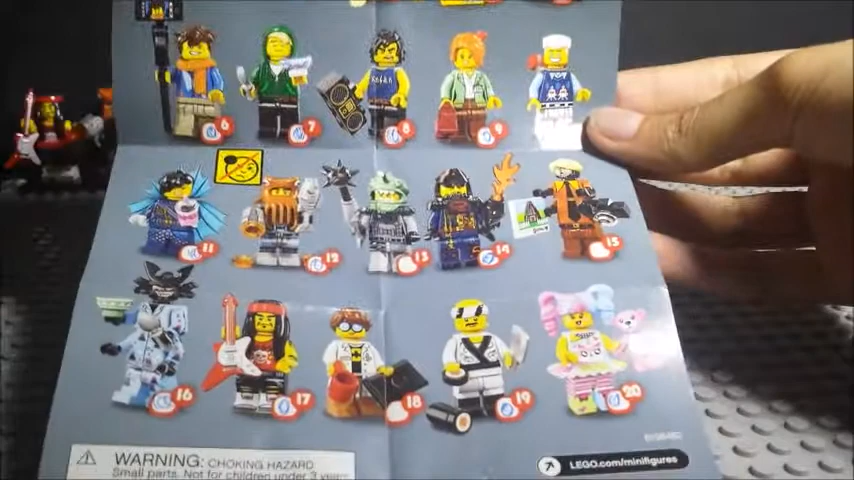 6 7 8 9
11 12 13 14 15
16 17 18 19 20
WARNING: CHOKING HAZARD
Small parts. Not for children under 3 years
LEGO.com/minifigures